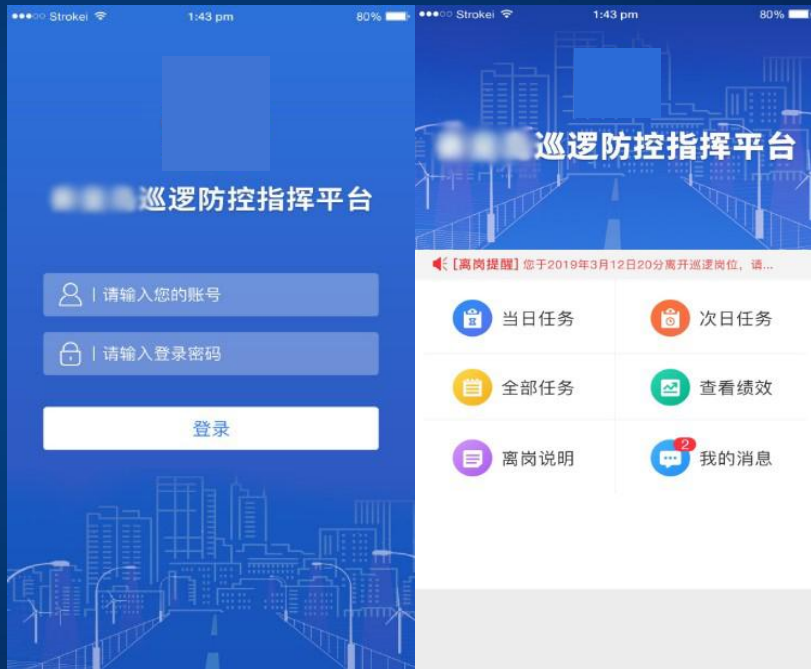 Strokei 1:43 pm 80%
巡逻防控指挥平台
请输入您的账号
请输入登录密码
登录
Strokei 1:43 pm 80%
巡逻防控指挥平台
[离岗提醒] 您于2019年3月12日20分离开巡逻岗位，请...
当日任务
次日任务
全部任务
查看绩效
离岗说明
2
我的消息